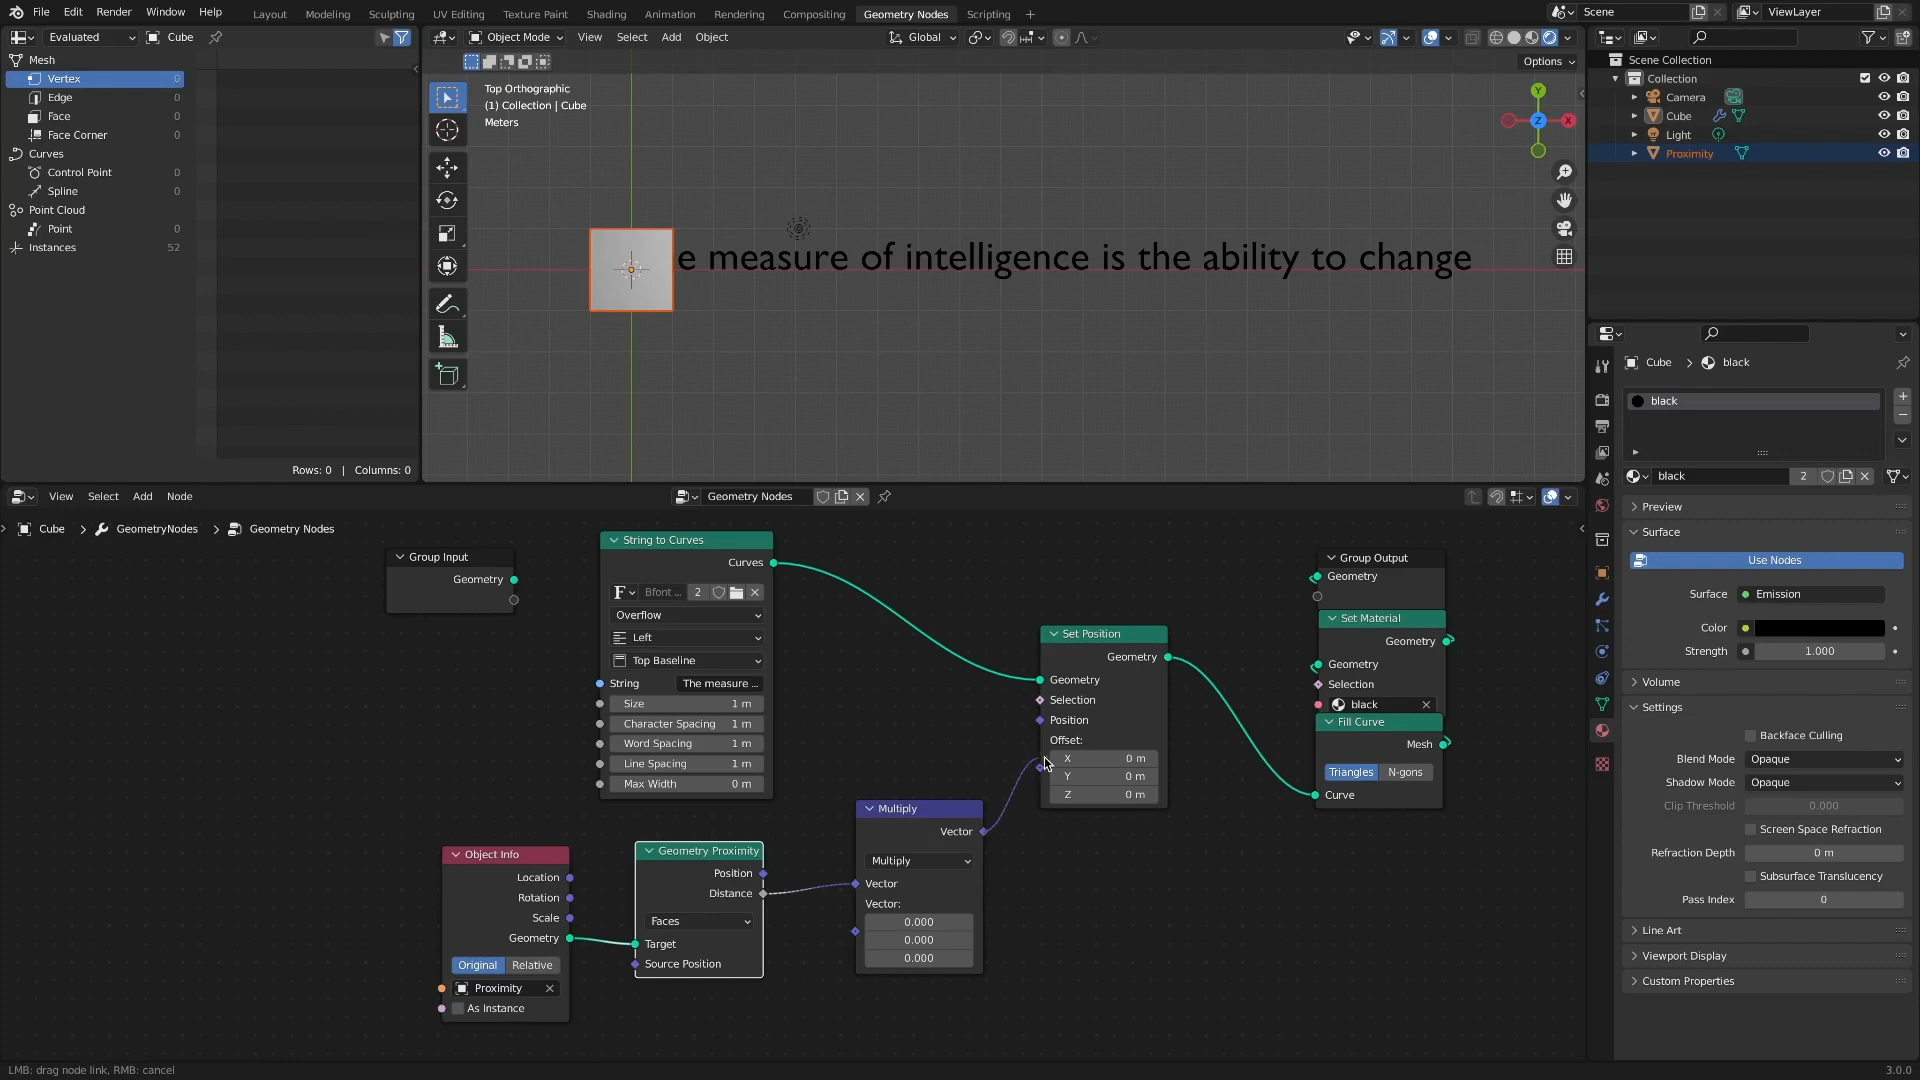 File Edit Render Window Help Layout Modeling Sculpting UV Editing Texture Paint Shading Animation Rendering Compositing Geometry Nodes Scripting + Scene ViewLayer
Evaluated Cube
Mesh
Vertex 0
Edge 0
Face 0
Face Corner 0
Curves
Control Point 0
Spline 0
Point Cloud
Point 0
Instances 52
Rows: 0 | Columns: 0
Object Mode View Select Add Object Global
Options
Top Orthographic
(1) Collection | Cube
Meters
Y
Z
X
e measure of intelligence is the ability to change
Scene Collection
Collection
Camera
Cube
Light
Proximity
Cube > black
black
black 2
Preview
Surface
Use Nodes
Surface Emission
Color
Strength 1.000
Volume
Settings
Backface Culling
Blend Mode Opaque
Shadow Mode Opaque
Clip Threshold 0.000
Screen Space Refraction
Refraction Depth 0 m
Subsurface Translucency
Pass Index 0
Line Art
Viewport Display
Custom Properties
View Select Add Node Geometry Nodes
Cube > GeometryNodes > Geometry Nodes
Group Input
Geometry
String to Curves
Curves
F Bfont ... 2
Overflow
Left
Top Baseline
String The measure ...
Size 1 m
Character Spacing 1 m
Word Spacing 1 m
Line Spacing 1 m
Max Width 0 m
Object Info
Location
Rotation
Scale
Geometry
Original Relative
Proximity
As Instance
Geometry Proximity
Position
Distance
Faces
Target
Source Position
Multiply
Vector
Multiply
Vector
Vector:
0.000
0.000
0.000
Set Position
Geometry
Geometry
Selection
Position
Offset:
X 0 m
Y 0 m
Z 0 m
Group Output
Geometry
Set Material
Geometry
Geometry
Selection
black
Fill Curve
Mesh
Triangles N-gons
Curve
LMB: drag node link, RMB: cancel
3.0.0